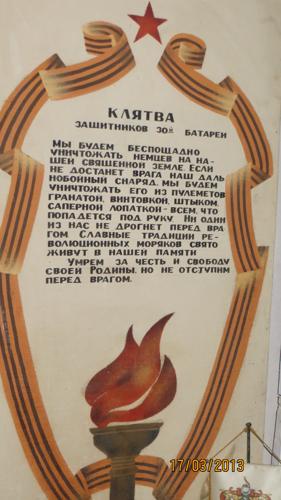 КЛЯТВА
ЗАЩИТНИКОВ 30Й БАТАРЕИ
МЫ БУДЕМ БЕСПОЩАДНО
УНИЧТОЖАТЬ НЕМЦЕВ НА НА-
ШЕЙ СВЯЩЕННОЙ ЗЕМЛЕ. ЕСЛИ
НЕ ДОСТАНЕТ ВРАГА НАШ ДАЛЬ
НОБОЙНЫЙ СНАРЯД, МЫ БУДЕМ
УНИЧТОЖАТЬ ЕГО ИЗ ПУЛЕМЕТОВ
ГРАНАТОЙ, ВИНТОВКОЙ, ШТЫКОМ,
САПЕРНОЙ ЛОПАТКОЙ-ВСЕМ, ЧТО
ПОПАДЕТСЯ ПОД РУКУ. НИ ОДИН
ИЗ НАС НЕ ДРОГНЕТ ПЕРЕД ВРА
ГОМ. СЛАВНЫЕ ТРАДИЦИИ РЕ-
ВОЛЮЦИОННЫХ МОРЯКОВ СВЯТО
ЖИВУТ В НАШЕЙ ПАМЯТИ
УМРЕМ ЗА ЧЕСТЬ И СВОБОДУ
СВОЕЙ РОДИНЫ, НО НЕ ОТСТУПИМ
ПЕРЕД ВРАГОМ.
17/03/2013